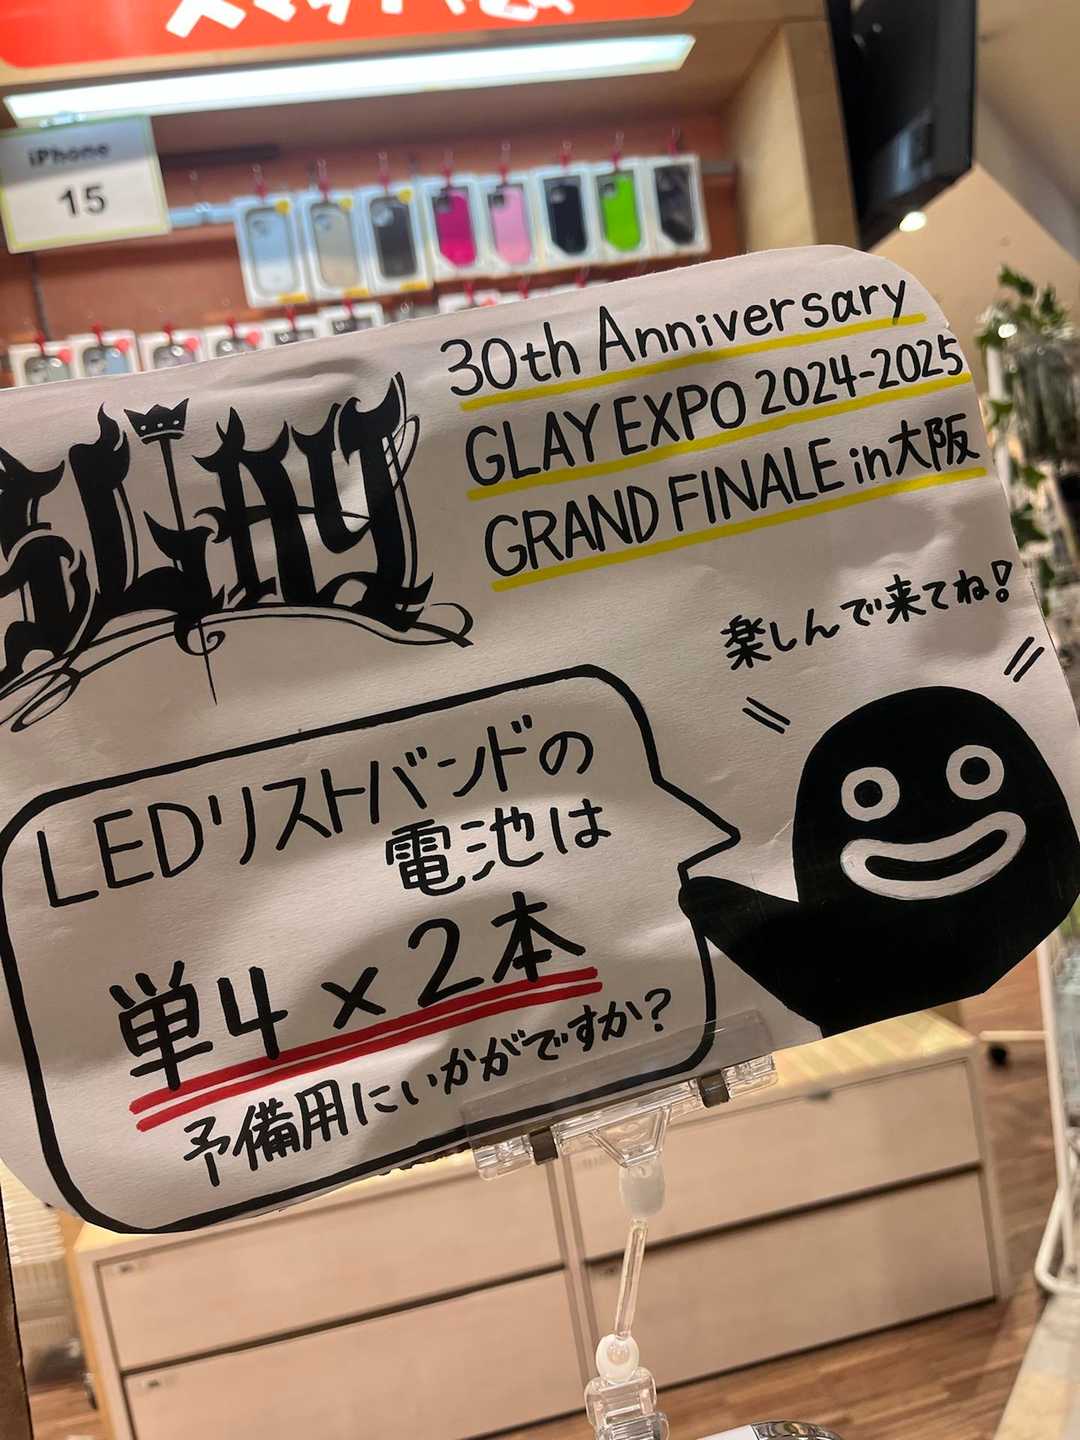 iPhone
15
GLAY
30th Anniversary
GLAY EXPO 2024-2025
GRAND FINALE in大阪
楽しんで来てね!
LEDリストバンドの
電池は
単4×2本
予備用にいかがですか?